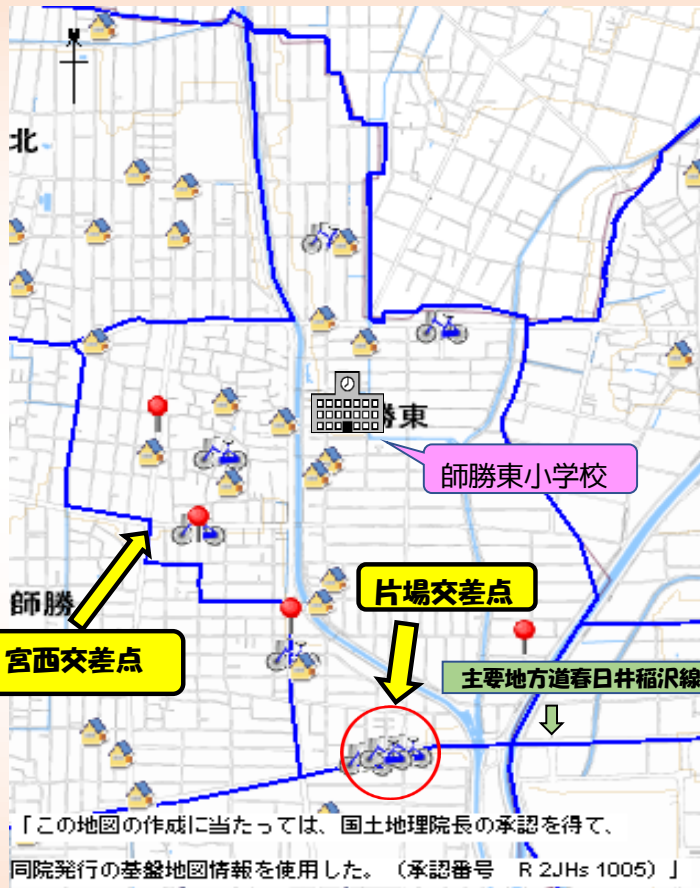 北
勝東
師勝東小学校
師勝
片場交差点
宮西交差点
主要地方道春日井稲沢線
「この地図の作成に当たっては、国土地理院長の承認を得て、
同院発行の基盤地図情報を使用した。（承認番号　R 2JHs 1005）」